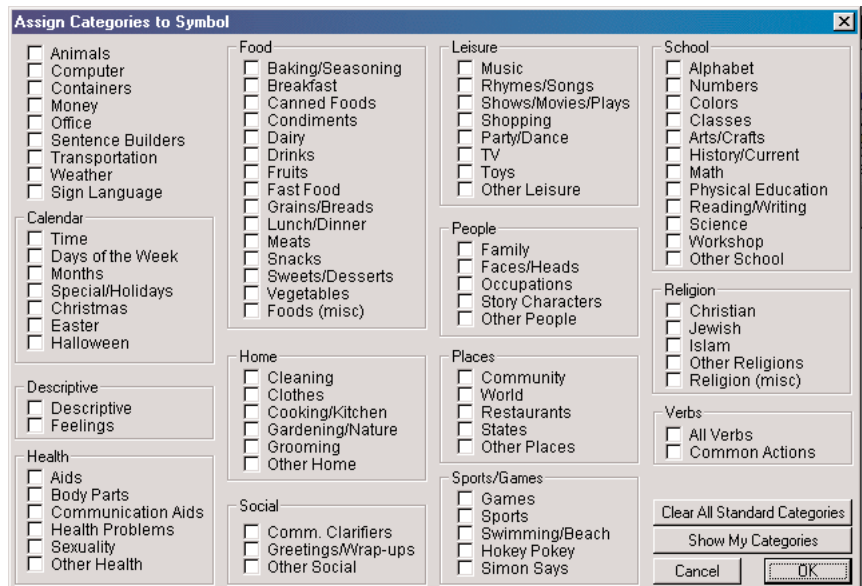 Assign Categories to Symbol
Animals
Computer
Containers
Money
Office
Sentence Builders
Transportation
Weather
Sign Language
Calendar
Time
Days of the Week
Months
Special/Holidays
Christmas
Easter
Halloween
Descriptive
Descriptive
Feelings
Health
Aids
Body Parts
Communication Aids
Health Problems
Sexuality
Other Health
Food
Baking/Seasoning
Breakfast
Canned Foods
Condiments
Dairy
Drinks
Fruits
Fast Food
Grains/Breads
Lunch/Dinner
Meats
Snacks
Sweets/Desserts
Vegetables
Foods (misc)
Home
Cleaning
Clothes
Cooking/Kitchen
Gardening/Nature
Grooming
Other Home
Social
Comm. Clarifiers
Greetings/Wrap-ups
Other Social
Leisure
Music
Rhymes/Songs
Shows/Movies/Plays
Shopping
Party/Dance
TV
Toys
Other Leisure
People
Family
Faces/Heads
Occupations
Story Characters
Other People
Places
Community
World
Restaurants
States
Other Places
Sports/Games
Games
Sports
Swimming/Beach
Hokey Pokey
Simon Says
School
Alphabet
Numbers
Colors
Classes
Arts/Crafts
History/Current
Math
Physical Education
Reading/Writing
Science
Workshop
Other School
Religion
Christian
Jewish
Islam
Other Religions
Religion (misc)
Verbs
All Verbs
Common Actions
Clear All Standard Categories
Show My Categories
Cancel
OK